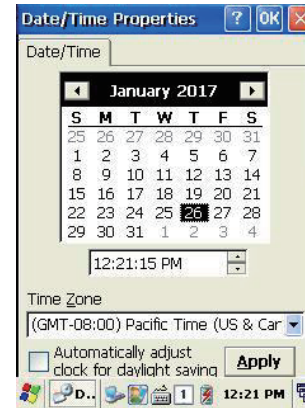 Date/Time Properties ? OK ×
Date/Time
January 2017
S M T W T F S
25 26 27 28 29 30 31
1 2 3 4 5 6 7
8 9 10 11 12 13 14
15 16 17 18 19 20 21
22 23 24 25 26 27 28
29 30 31 1 2 3 4
12:21:15 PM
Time Zone
(GMT-08:00) Pacific Time (US & Car
Automatically adjust
clock for daylight saving Apply
D.. 1 12:21 PM